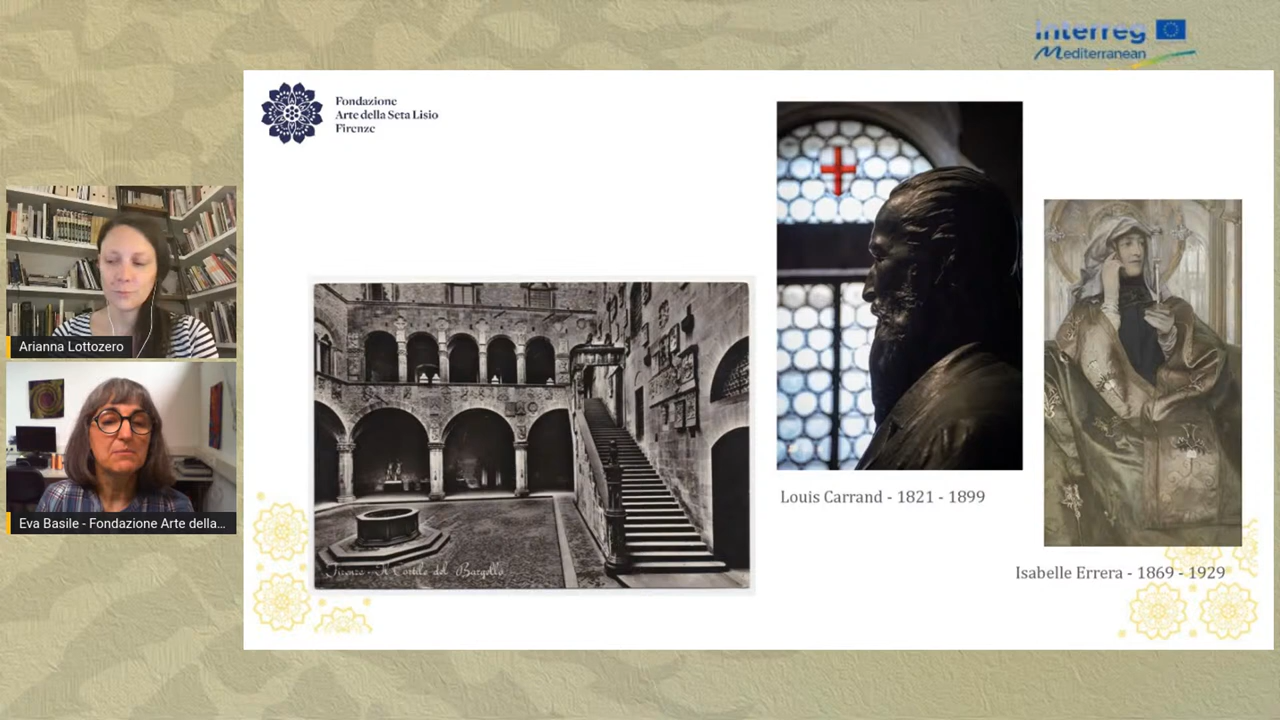 Interreg
Mediterranean
Fondazione
Arte della Seta Lisio
Firenze
Arianna Lottozero
Eva Basile - Fondazione Arte della...
Firenze - Il Cortile del Bargello
Louis Carrand - 1821 - 1899
Isabelle Errera - 1869 - 1929